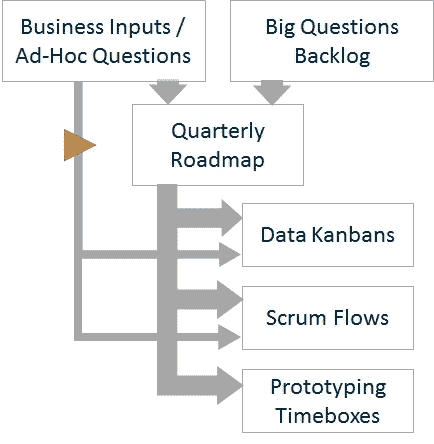 Business Inputs /
Ad-Hoc Questions
Big Questions
Backlog
Quarterly
Roadmap
Data Kanbans
Scrum Flows
Prototyping
Timeboxes